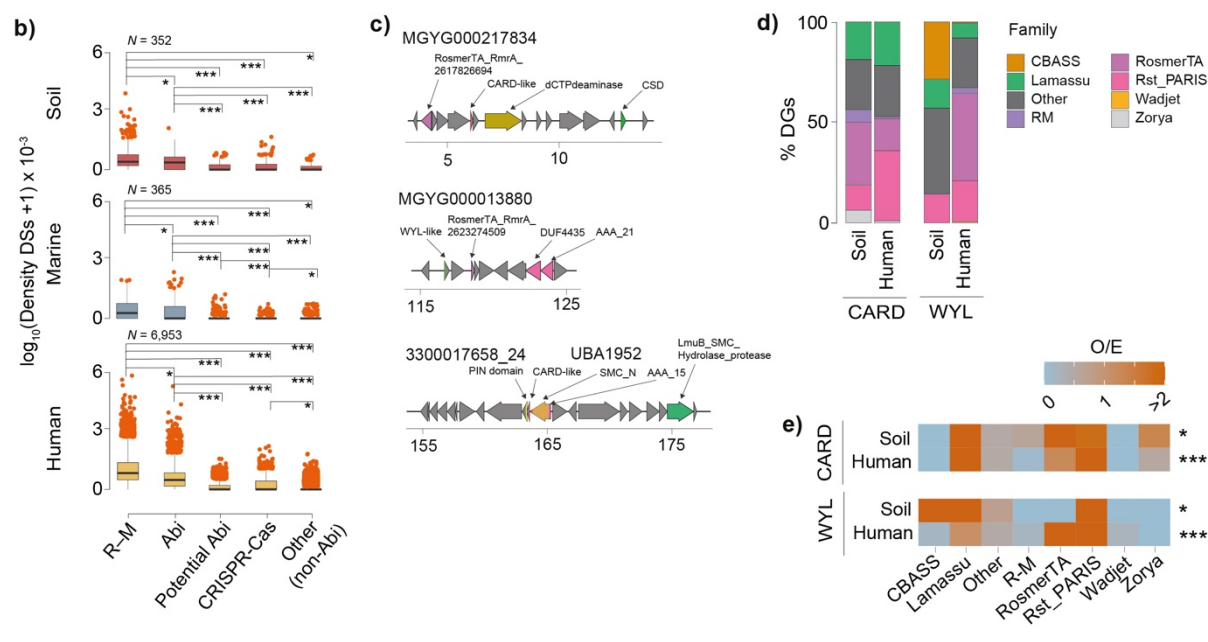 b)
log10(Density DSs +1) x 10-3
Soil
N = 352
6
3
0
*
***
***
*
***
***
***
Marine
N = 365
6
3
0
*
***
***
*
***
***
***
***
*
Human
N = 6,953
6
3
0
***
***
***
*
***
***
***
*
R–M
Abi
Potential Abi
CRISPR-Cas
Other
(non-Abi)
c)
MGYG000217834
RosmerTA_RmrA_
2617826694
CARD-like
dCTPdeaminase
CSD
5
10
MGYG000013880
WYL-like
RosmerTA_RmrA_
2623274509
DUF4435
AAA_21
115
125
3300017658_24
UBA1952
LmuB_SMC_
Hydrolase_protease
PIN domain
CARD-like
SMC_N
AAA_15
155
165
175
d)
% DGs
100
50
0
Soil
Human
Soil
Human
CARD
WYL
Family
CBASS
Lamassu
Other
RM
RosmerTA
Rst_PARIS
Wadjet
Zorya
O/E
0
1
>2
e)
CARD
Soil
*
Human
***
WYL
Soil
*
Human
***
CBASS
Lamassu
Other
R-M
RosmerTA
Rst_PARIS
Wadjet
Zorya